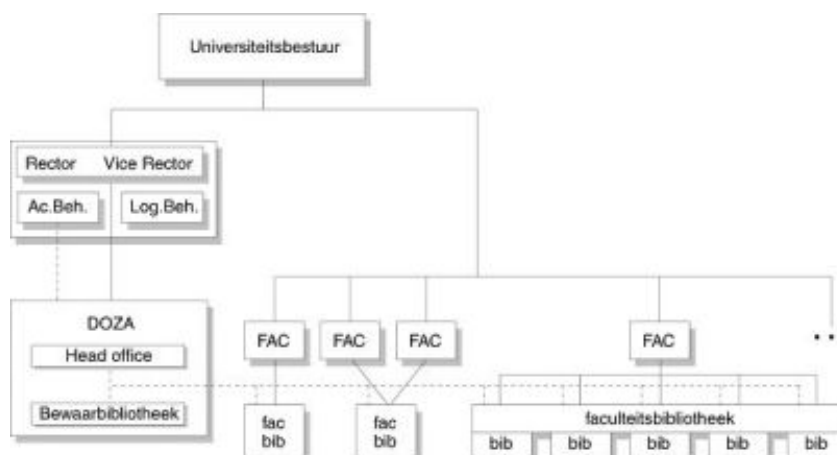 Universiteitsbestuur
Rector Vice Rector
Ac.Beh. Log.Beh.
DOZA
Head office
Bewaarbibliotheek
FAC FAC FAC FAC ..
fac
bib
fac
bib
faculteitsbibliotheek
bib bib bib bib bib